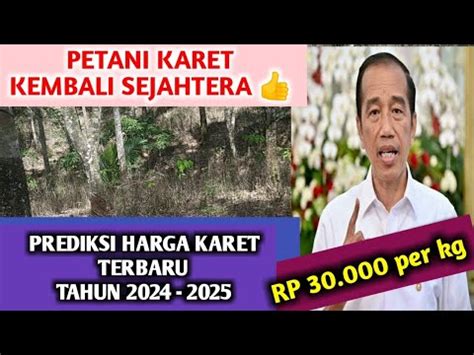 PETANI KARET
KEMBALI SEJAHTERA 👍
PREDIKSI HARGA KARET
TERBARU
TAHUN 2024 - 2025
RP 30.000 per kg